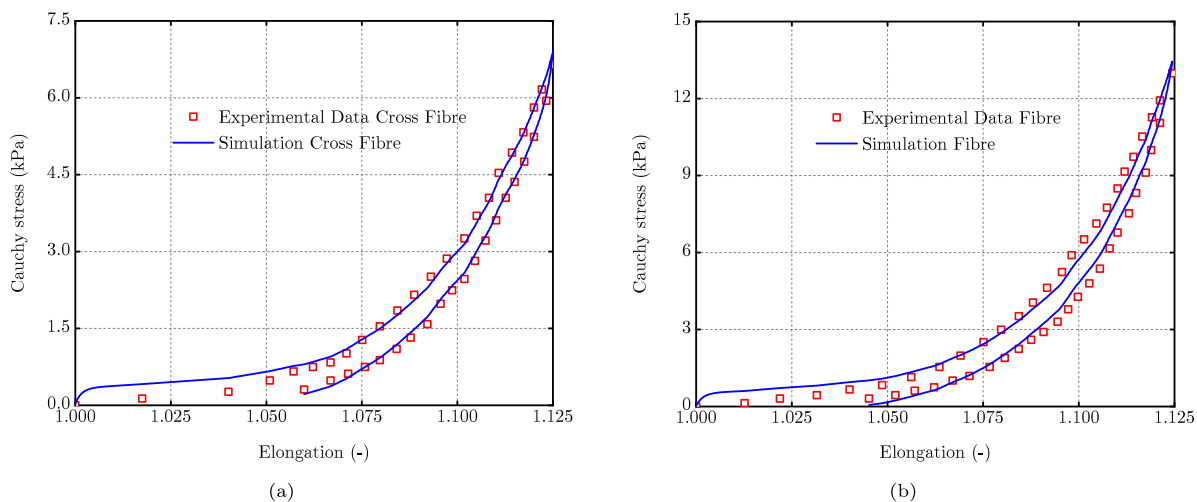 7.5
6.0
4.5
3.0
1.5
0.0
Cauchy stress (kPa)
Experimental Data Cross Fibre
Simulation Cross Fibre
1.000
1.025
1.050
1.075
1.100
1.125
Elongation (-)
(a)
15
12
9
6
3
0
Cauchy stress (kPa)
Experimental Data Fibre
Simulation Fibre
1.000
1.025
1.050
1.075
1.100
1.125
Elongation (-)
(b)